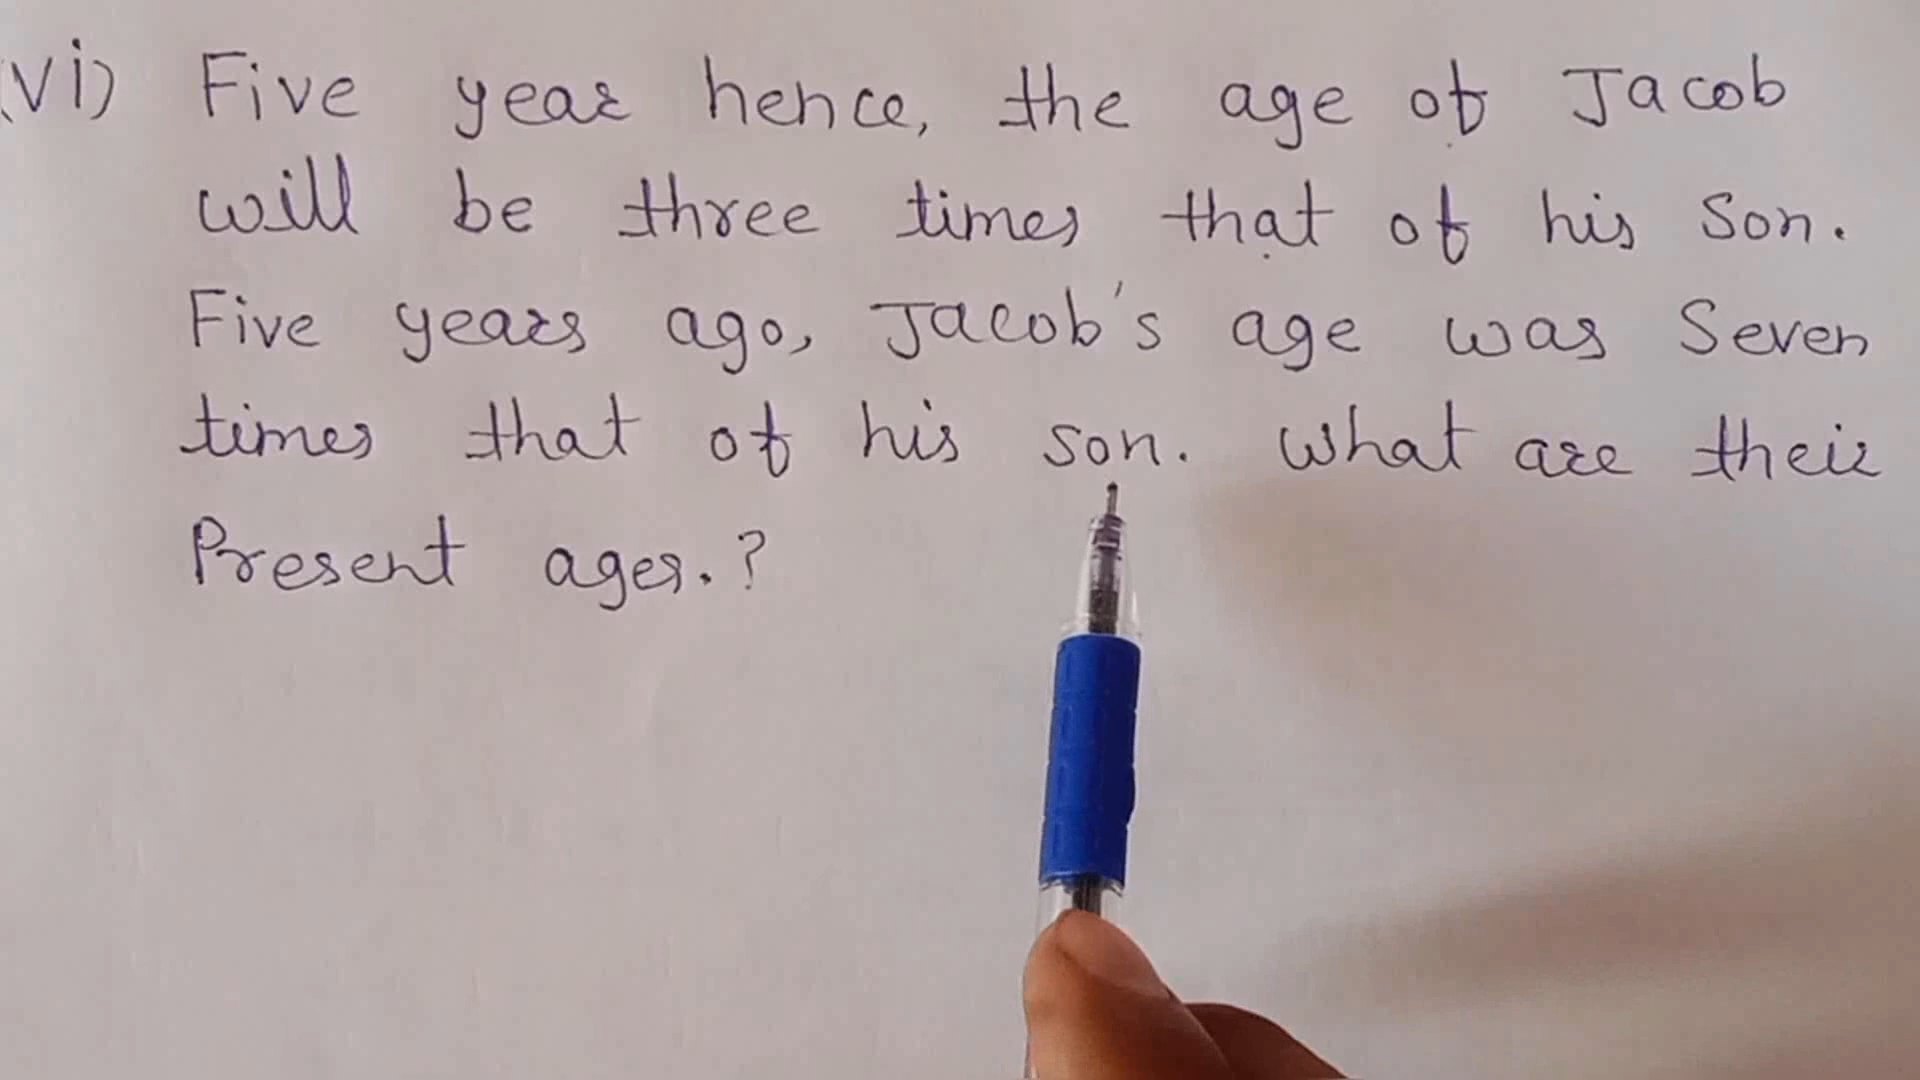 (vi) Five year hence, the age of Jacob
will be three times that of his son.
Five years ago, Jacob's age was Seven
times that of his son. What are their
Present ages.?